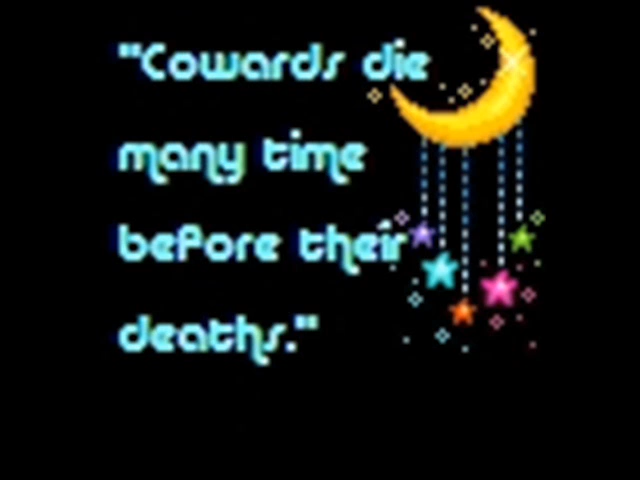 "Cowards die
many time
before their
deaths."